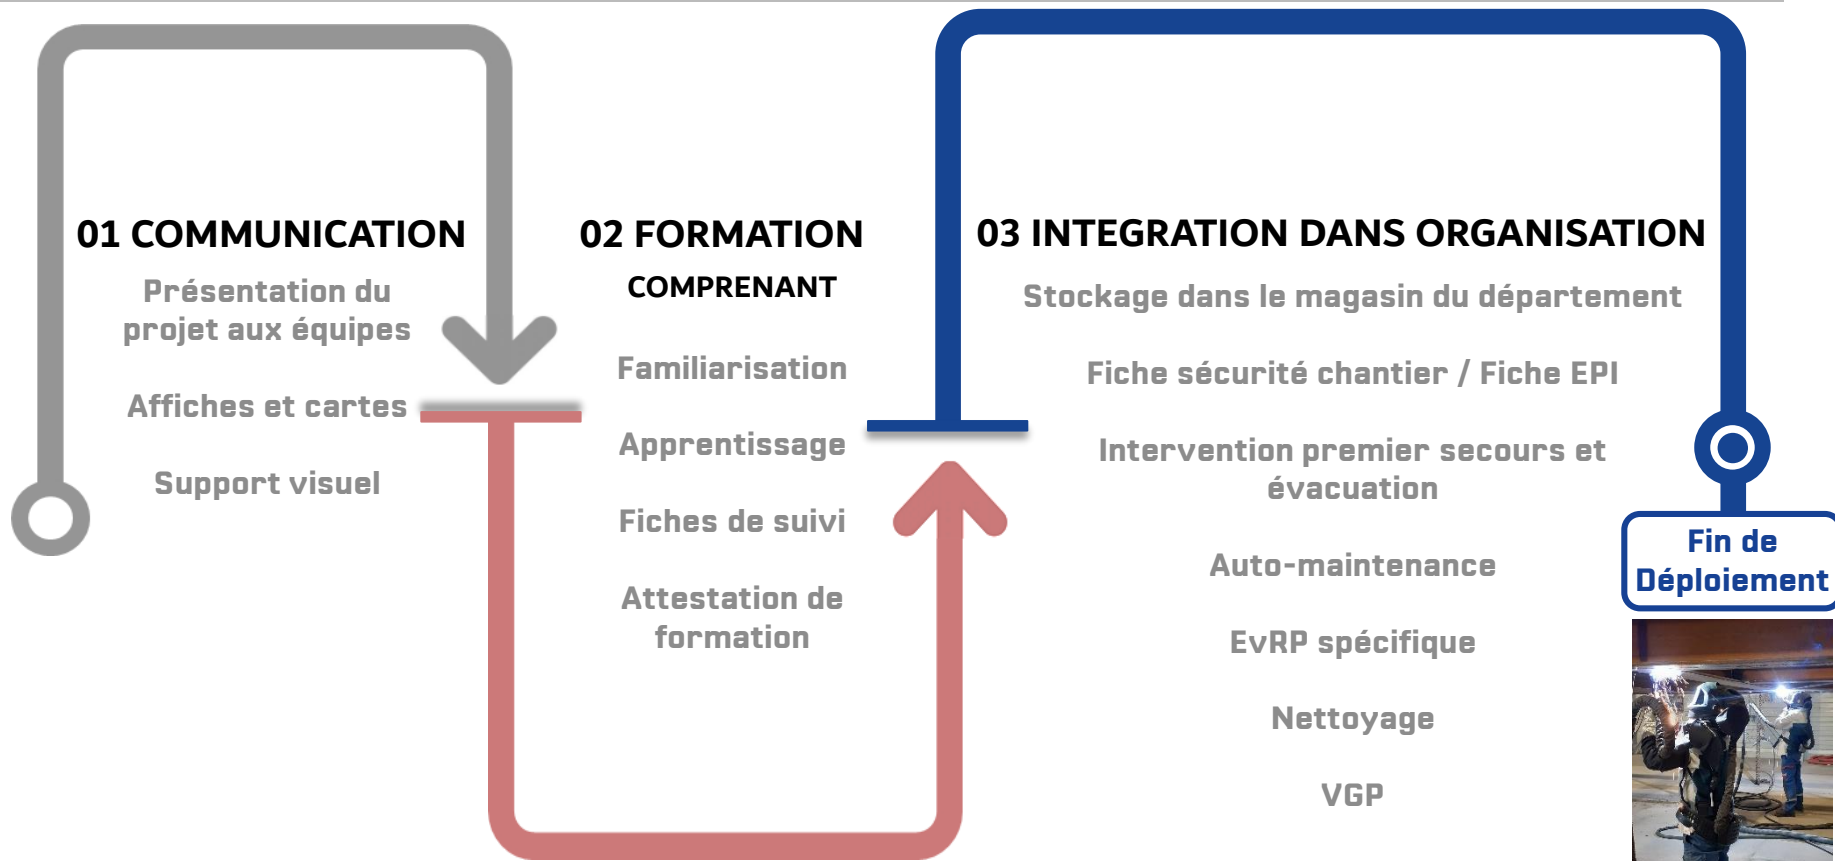 01 COMMUNICATION
Présentation du
projet aux équipes
Affiches et cartes
Support visuel
02 FORMATION
COMPRENANT
Familiarisation
Apprentissage
Fiches de suivi
Attestation de
formation
03 INTEGRATION DANS ORGANISATION
Stockage dans le magasin du département
Fiche sécurité chantier / Fiche EPI
Intervention premier secours et
évacuation
Auto-maintenance
EvRP spécifique
Nettoyage
VGP
Fin de
Déploiement